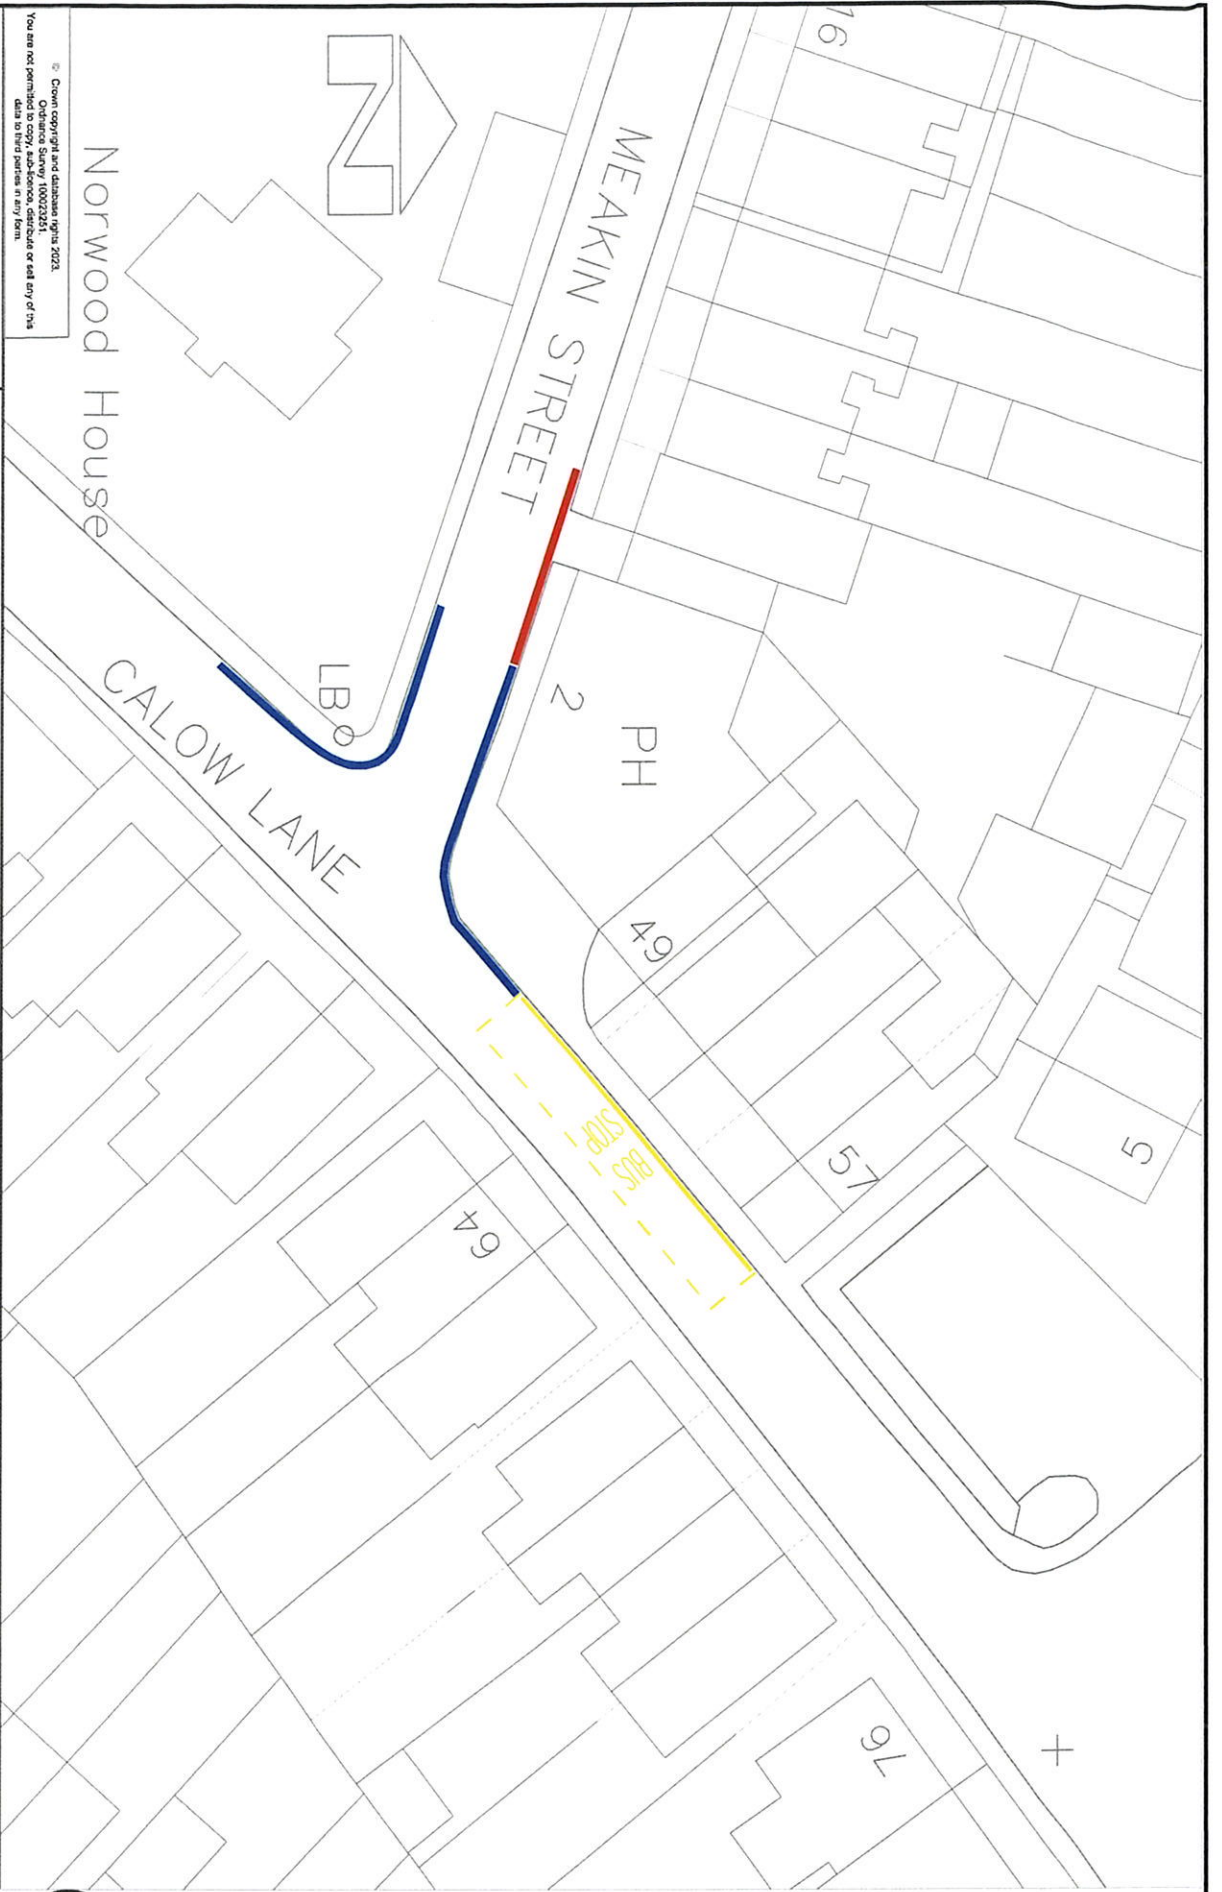 16
MEAKIN STREET
N
Norwood House
© Crown copyright and database rights 2023.
Ordnance Survey 100023251.
You are not permitted to copy, sub-licence, distribute or sell any of this
data to third parties in any form.
2
PH
LB
CALOW LANE
49
57
5
BUS
STOP
64
76